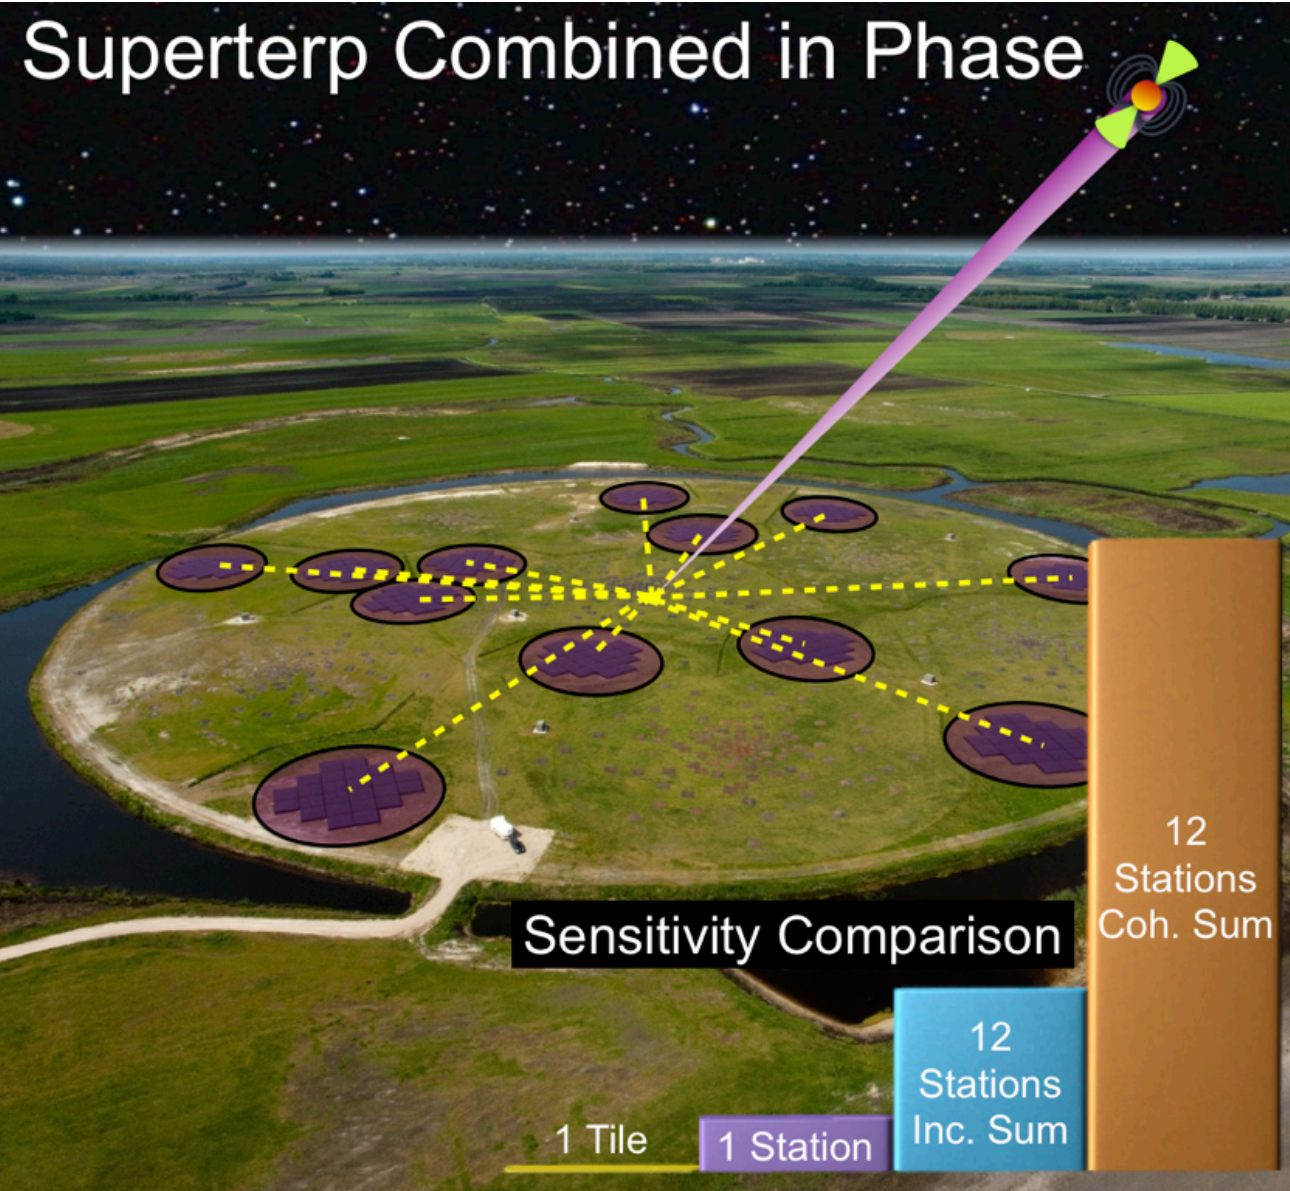 Superterp Combined in Phase
Sensitivity Comparison
1 Tile
1 Station
12
Stations
Inc. Sum
12
Stations
Coh. Sum